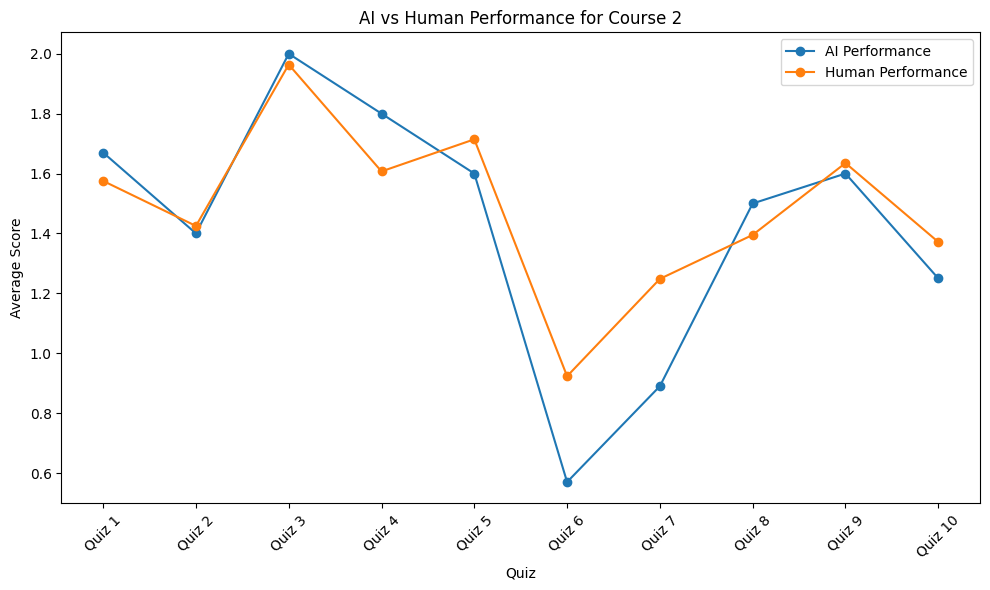 AI vs Human Performance for Course 2
AI Performance
Human Performance
Average Score
2.0
1.8
1.6
1.4
1.2
1.0
0.8
0.6
Quiz 1
Quiz 2
Quiz 3
Quiz 4
Quiz 5
Quiz 6
Quiz 7
Quiz 8
Quiz 9
Quiz 10
Quiz